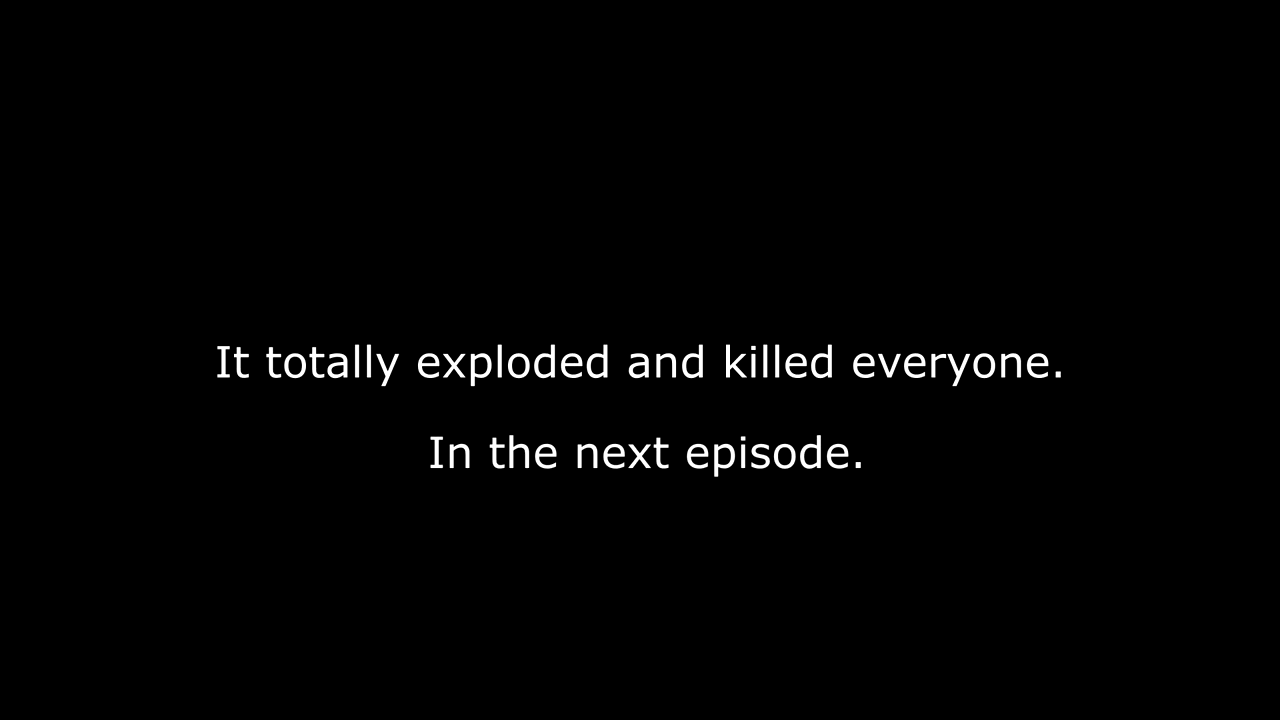 It totally exploded and killed everyone.
In the next episode.